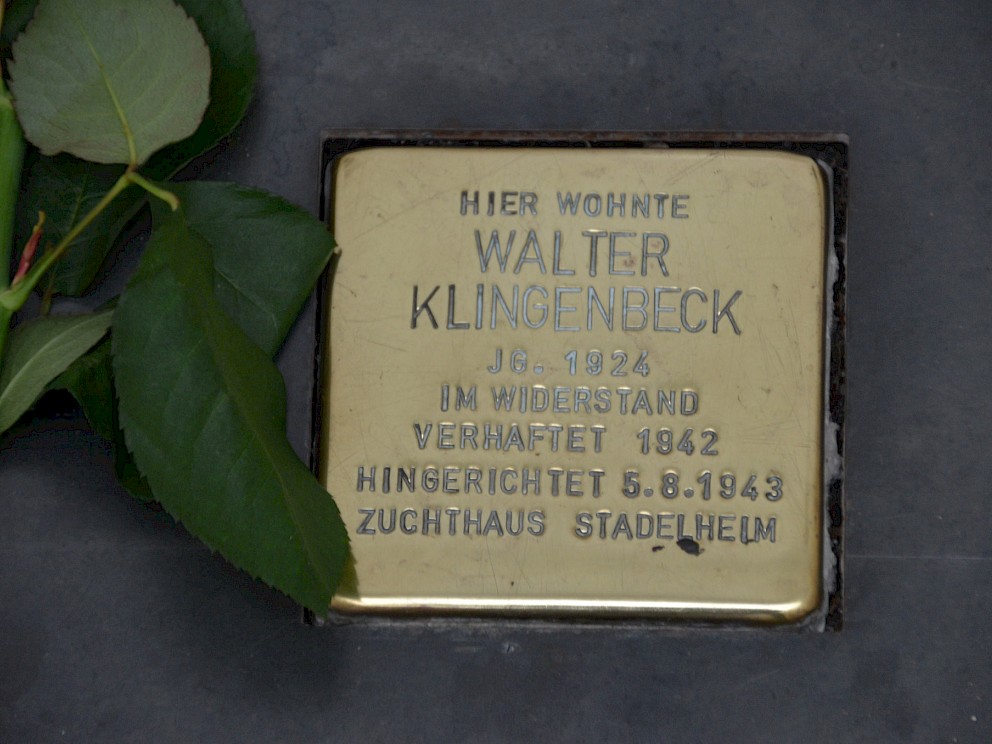 HIER WOHNTE
WALTER
KLINGENBECK
JG. 1924
IM WIDERSTAND
VERHAFTET 1942
HINGERICHTET 5.8.1943
ZUCHTHAUS STADELHEIM